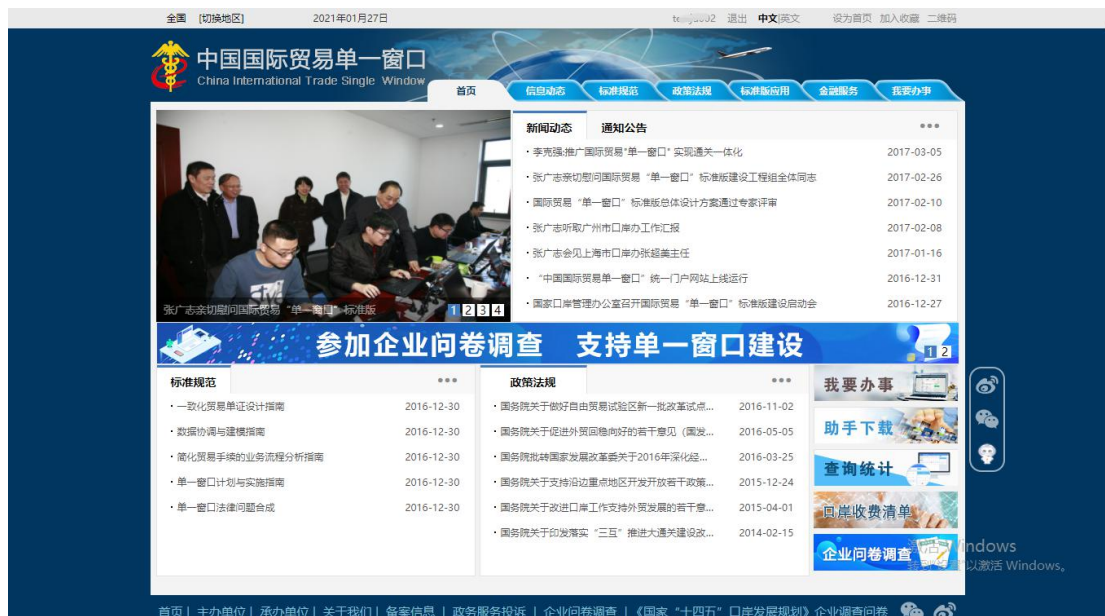 全国 [切换地区] 2021年01月27日 退出 中文|英文 设为首页 加入收藏 二维码
中国国际贸易单一窗口
China International Trade Single Window
首页 信息动态 标准规范 政策法规 标准版应用 金融服务 我要办事
新闻动态 通知公告
·李克强:推广国际贸易"单一窗口" 实现通关一体化 2017-03-05
·张广志亲切慰问国际贸易“单一窗口”标准版建设工程组全体同志 2017-02-26
·国际贸易“单一窗口”标准版总体设计方案通过专家评审 2017-02-10
·张广志听取广州市口岸办工作汇报 2017-02-08
·张广志会见上海市口岸办张超美主任 2017-01-16
·“中国国际贸易单一窗口”统一门户网站上线运行 2016-12-31
·国家口岸管理办公室召开国际贸易“单一窗口”标准版建设启动会 2016-12-27
张广志亲切慰问国际贸易“单一窗口”标准版 1 2 3 4
参加企业问卷调查 支持单一窗口建设
1 2
标准规范
·一致化贸易单证设计指南 2016-12-30
·数据协调与建模指南 2016-12-30
·简化贸易手续的业务流程分析指南 2016-12-30
·单一窗口计划与实施指南 2016-12-30
·单一窗口法律问题合成 2016-12-30
政策法规
·国务院关于做好自由贸易试验区新一批改革试点... 2016-11-02
·国务院关于促进外贸回稳向好的若干意见（国发... 2016-05-05
·国务院批转国家发展改革委关于2016年深化经... 2016-03-25
·国务院关于支持沿边重点地区开发开放若干政策... 2015-12-24
·国务院关于改进口岸工作支持外贸发展的若干意... 2015-04-01
·国务院关于印发落实“三互”推进大通关建设改... 2014-02-15
我要办事
助手下载
查询统计
口岸收费清单
企业问卷调查
激活 Windows
转到"设置"以激活 Windows。
首页 | 主办单位 | 承办单位 | 关于我们 | 备案信息 | 政务服务投诉 | 企业问卷调查 | 《国家“十四五”口岸发展规划》企业调查问卷